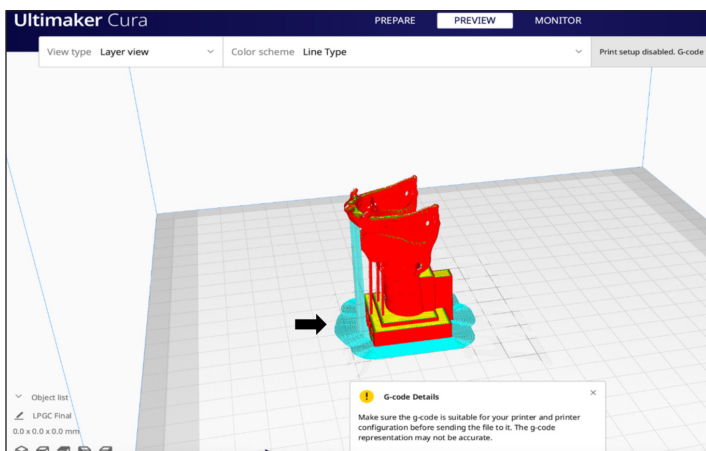 Ultimaker Cura
PREPARE PREVIEW MONITOR
View type Layer view
Color scheme Line Type
Print setup disabled. G-code
Object list
LPGC Final
0.0 x 0.0 x 0.0 mm
G-code Details
Make sure the g-code is suitable for your printer and printer
configuration before sending the file to it. The g-code
representation may not be accurate.